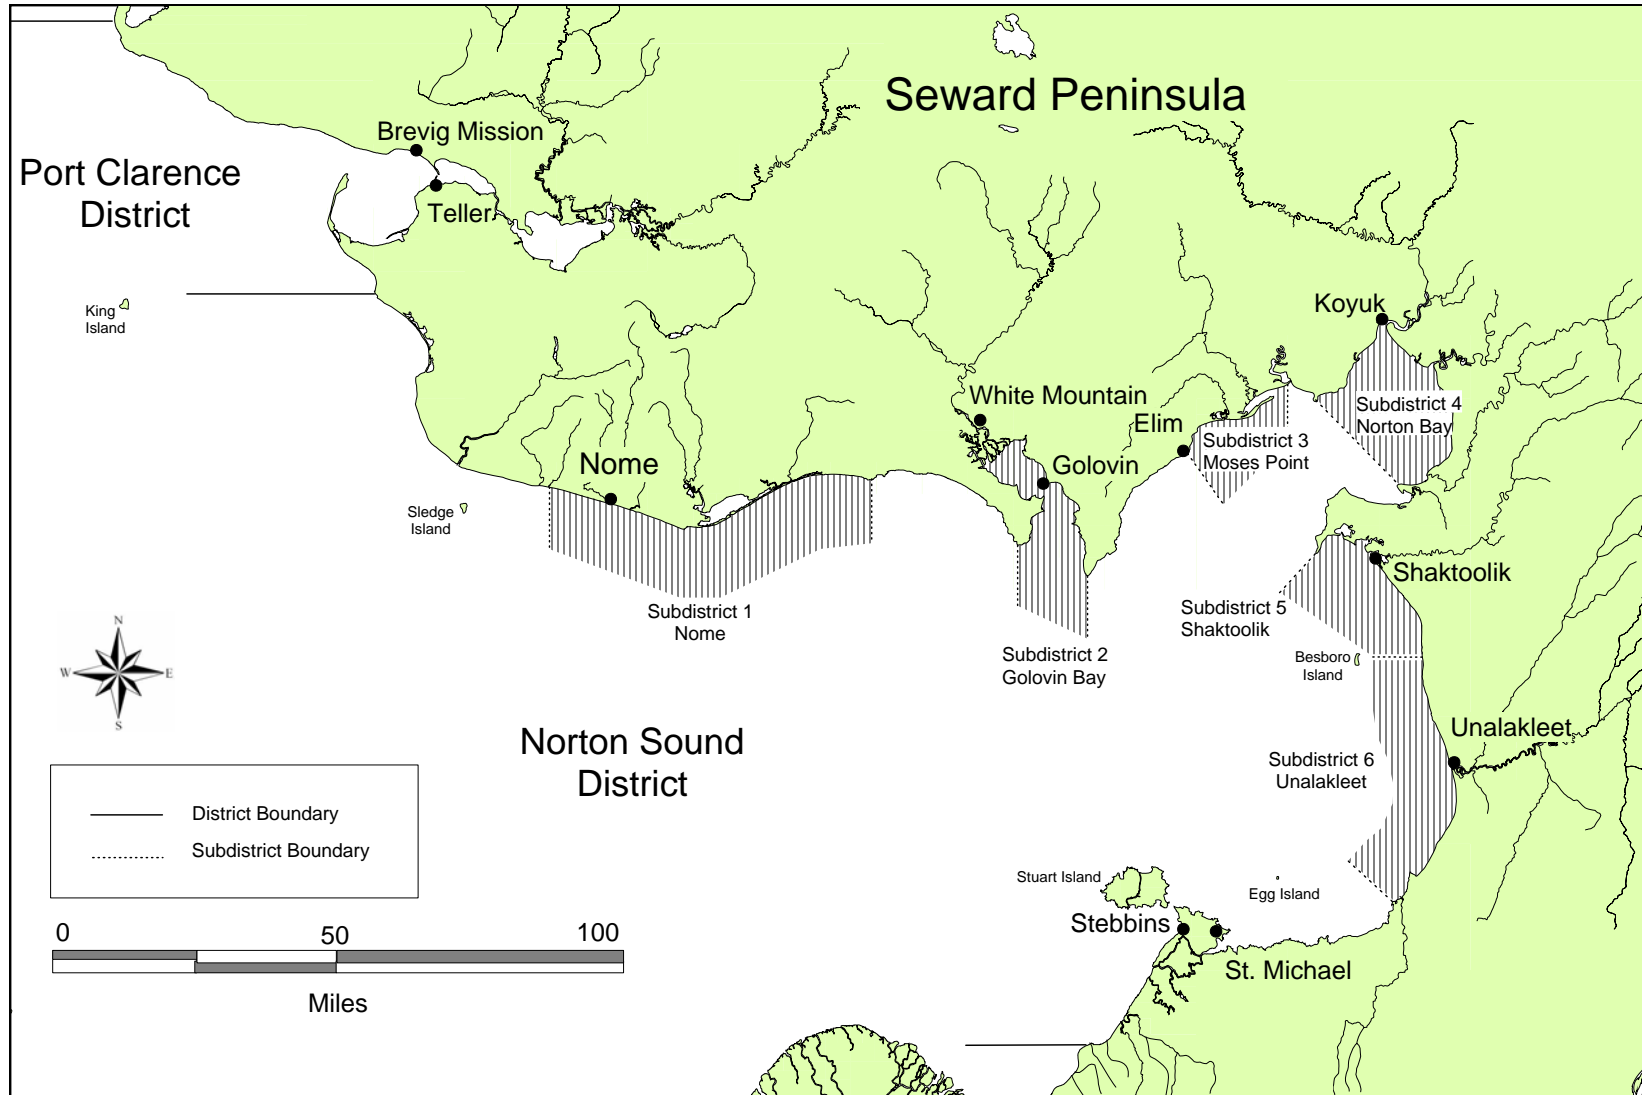 Seward Peninsula
Brevig Mission
Port Clarence
District
Teller
King
Island
Koyuk
White Mountain
Subdistrict 4
Norton Bay
Elim
Subdistrict 3
Moses Point
Nome
Golovin
Sledge
Island
Shaktoolik
Subdistrict 1
Nome
Subdistrict 5
Shaktoolik
N
W
E
S
Subdistrict 2
Golovin Bay
Besboro
Island
Unalakleet
Norton Sound
District
Subdistrict 6
Unalakleet
District Boundary
Subdistrict Boundary
Stuart Island
Egg Island
Stebbins
0
50
100
St. Michael
Miles